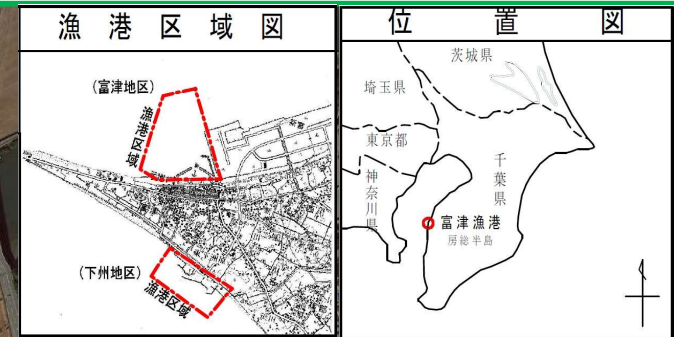 漁港区域図
(富津地区)
漁港区域
(下州地区)
漁港区域
位置図
茨城県
埼玉県
東京都
千葉県
神奈川県
富津漁港
房総半島